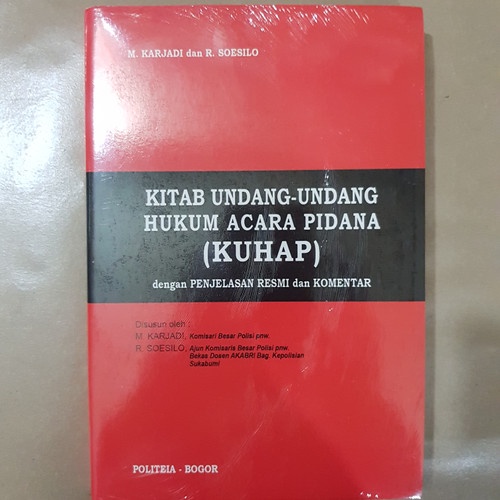 M. KARJADI dan R. SOESILO
KITAB UNDANG-UNDANG
HUKUM ACARA PIDANA
(KUHAP)
dengan PENJELASAN RESMI dan KOMENTAR
Disusun oleh :
M. KARJADI, Komisari Besar Polisi pnw.
R. SOESILO, Ajun Komisaris Besar Polisi pnw.
Bekas Dosen AKABRI Bag. Kepolisian
Sukabumi
POLITEIA - BOGOR